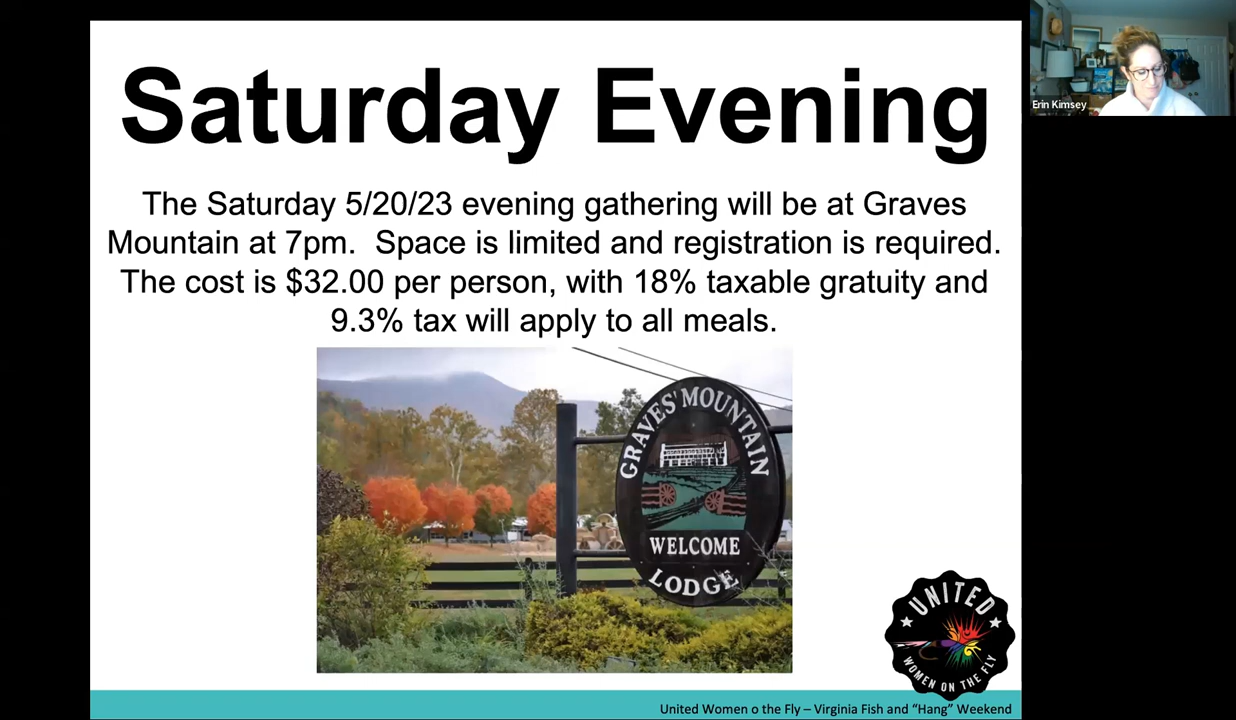 Saturday Evening
Erin Kimsey
The Saturday 5/20/23 evening gathering will be at Graves
Mountain at 7pm.  Space is limited and registration is required.
The cost is $32.00 per person, with 18% taxable gratuity and
9.3% tax will apply to all meals.
GRAVES' MOUNTAIN
WELCOME
LODGE
UNITED
WOMEN ON THE FLY
United Women o the Fly – Virginia Fish and “Hang” Weekend